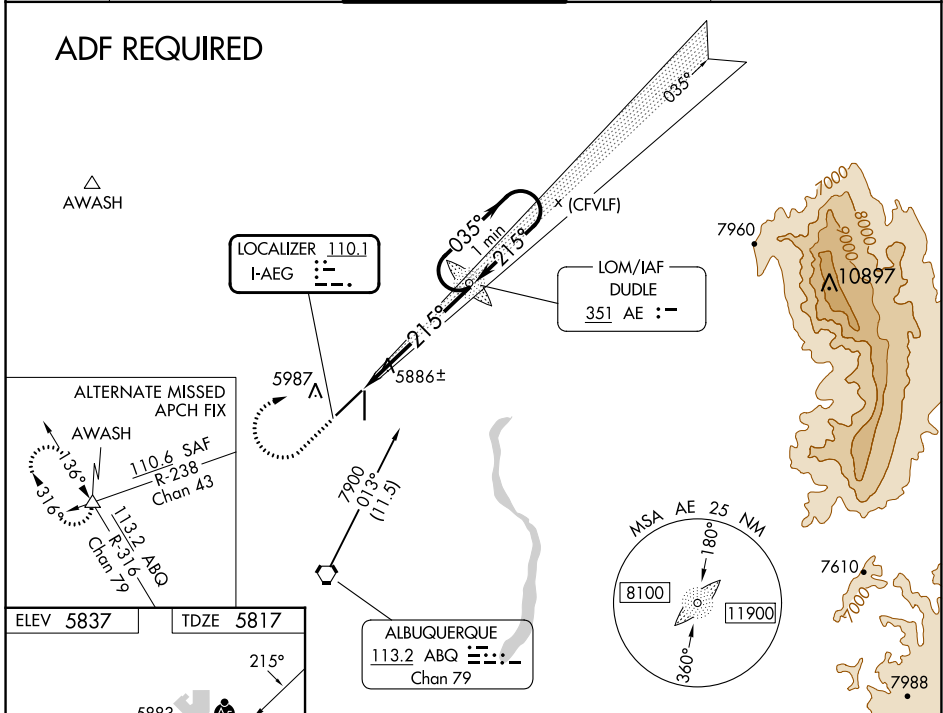 ADF REQUIRED
035°
AWASH
7000
8000
9000
(CFVLF)
7960
035°
1 min
215°
LOCALIZER 110.1
I-AEG
LOM/IAF
DUDLE
351 AE
10897
215°
5987
5886±
ALTERNATE MISSED
APCH FIX
AWASH
136°
316°
110.6 SAF
R-238
Chan 43
113.2 ABQ
R-316
Chan 79
7900
013°
(11.5)
MSA AE 25 NM
180°
8100
11900
360°
7610
7000
7988
ELEV 5837
TDZE 5817
ALBUQUERQUE
113.2 ABQ
Chan 79
215°